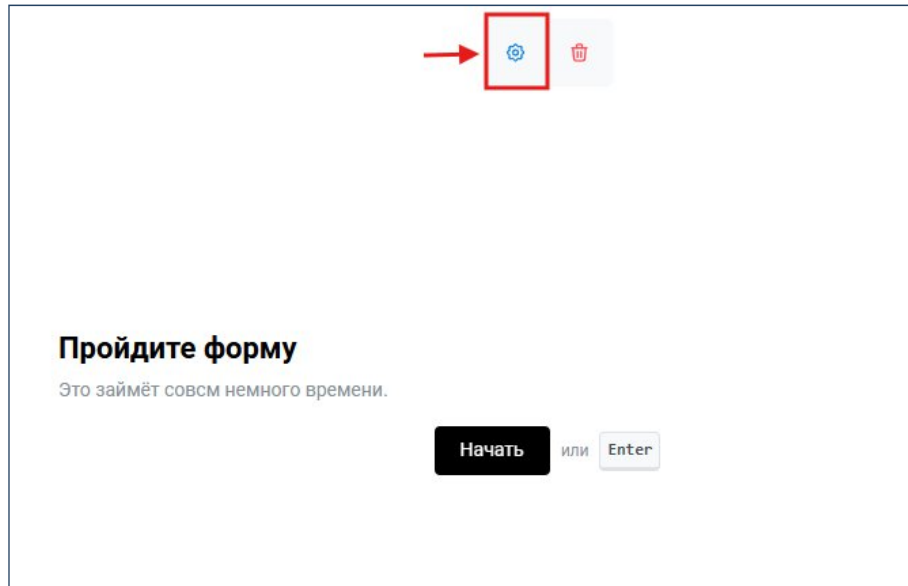 Пройдите форму
Это займёт совсм немного времени.
Начать или Enter